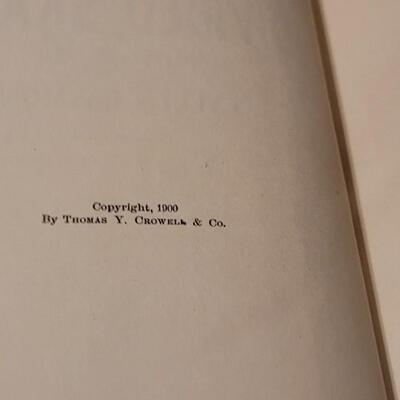 Copyright, 1900
By Thomas Y. Crowell & Co.